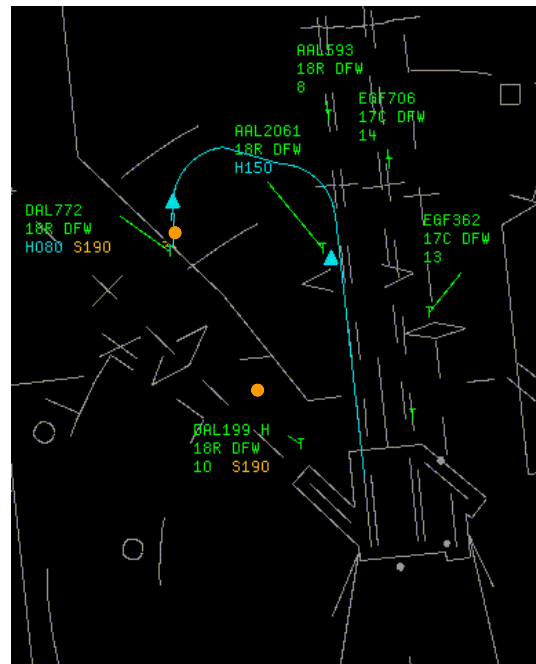 AAL593
18R DFW
8
EGF706
17C DFW
14
AAL2061
18R DFW
H150
DAL772
18R DFW
H080 S190
EGF362
17C DFW
13
DAL199 H
18R DFW
10 S190